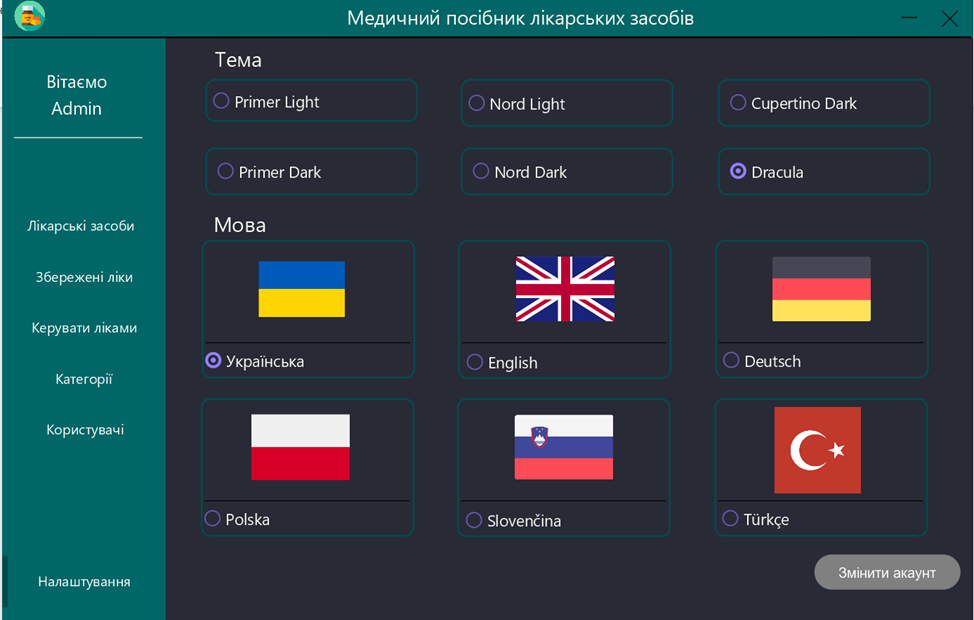 Медичний посібник лікарських засобів
Вітаємо
Admin
Лікарські засоби
Збережені ліки
Керувати ліками
Категорії
Користувачі
Налаштування
Тема
Primer Light
Nord Light
Cupertino Dark
Primer Dark
Nord Dark
Dracula
Мова
Українська
English
Deutsch
Polska
Slovenčina
Türkçe
Змінити акаунт